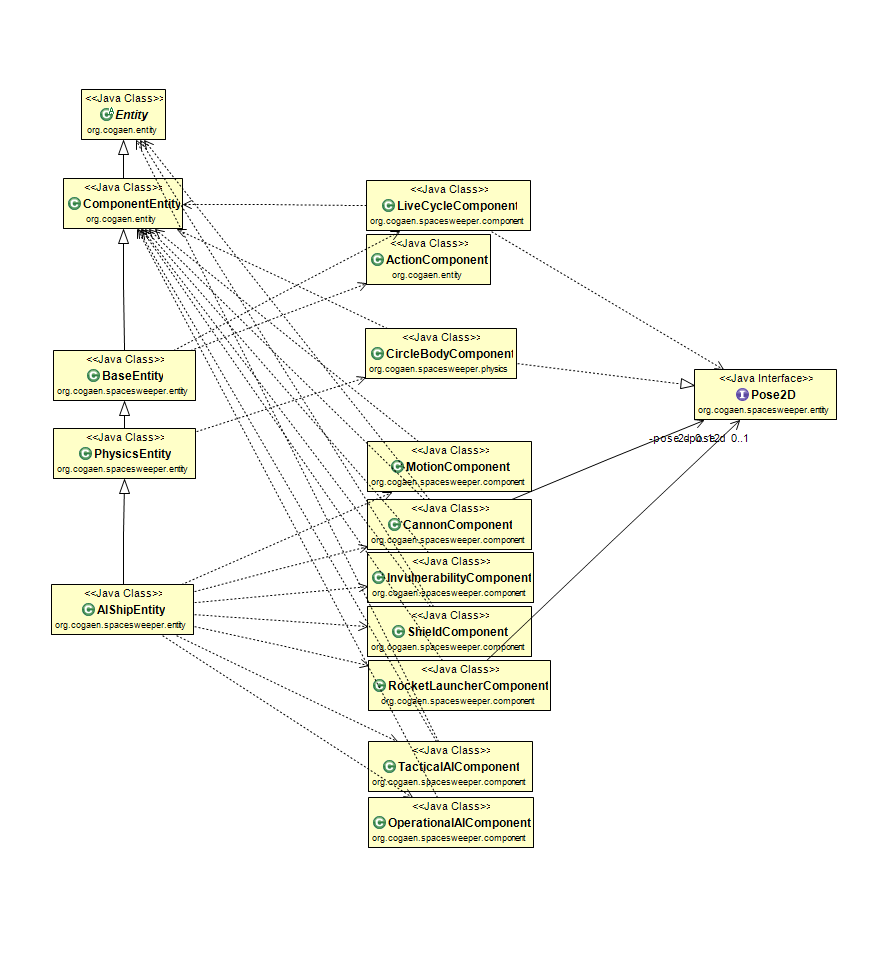 <<Java Class>>
Entity
org.cogaen.entity
<<Java Class>>
ComponentEntity
org.cogaen.entity
<<Java Class>>
LiveCycleComponent
org.cogaen.spacesweeper.component
<<Java Class>>
ActionComponent
org.cogaen.entity
<<Java Class>>
CircleBodyComponent
org.cogaen.spacesweeper.physics
<<Java Class>>
BaseEntity
org.cogaen.spacesweeper.entity
<<Java Interface>>
Pose2D
org.cogaen.spacesweeper.entity
<<Java Class>>
PhysicsEntity
org.cogaen.spacesweeper.entity
-pose2d 0..1
-pose2d 0..1
<<Java Class>>
MotionComponent
org.cogaen.spacesweeper.component
<<Java Class>>
CannonComponent
org.cogaen.spacesweeper.component
<<Java Class>>
InvulnerabilityComponent
org.cogaen.spacesweeper.component
<<Java Class>>
AIShipEntity
org.cogaen.spacesweeper.entity
<<Java Class>>
ShieldComponent
org.cogaen.spacesweeper.component
<<Java Class>>
RocketLauncherComponent
org.cogaen.spacesweeper.component
<<Java Class>>
TacticalAIComponent
org.cogaen.spacesweeper.component
<<Java Class>>
OperationalAIComponent
org.cogaen.spacesweeper.component